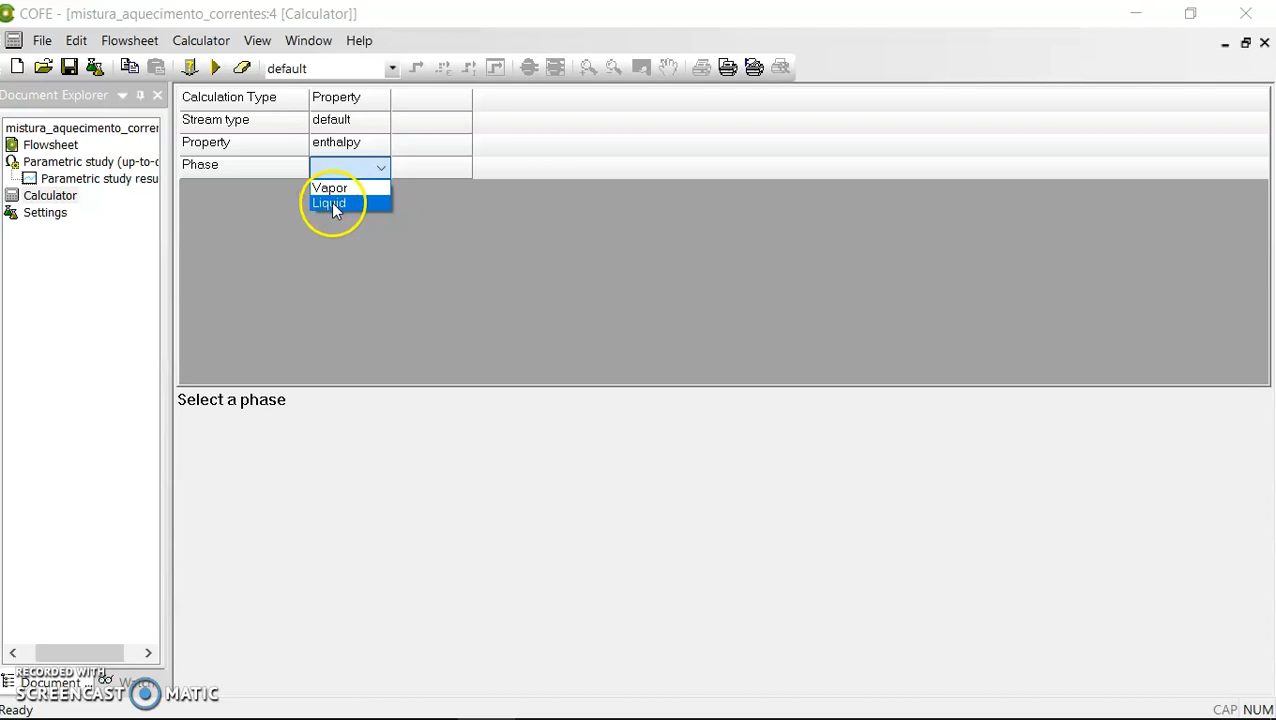 COFE - [mistura_aquecimento_correntes:4 [Calculator]]
File Edit Flowsheet Calculator View Window Help
default
Document Explorer
mistura_aquecimento_correr
Flowsheet
Parametric study (up-to-c
Parametric study resu
Calculator
Settings
Calculation Type Property
Stream type default
Property enthalpy
Phase
Vapor
Liquid
Select a phase
RECORDED WITH
Document ... Watch
SCREENCAST MATIC
Ready
CAP NUM